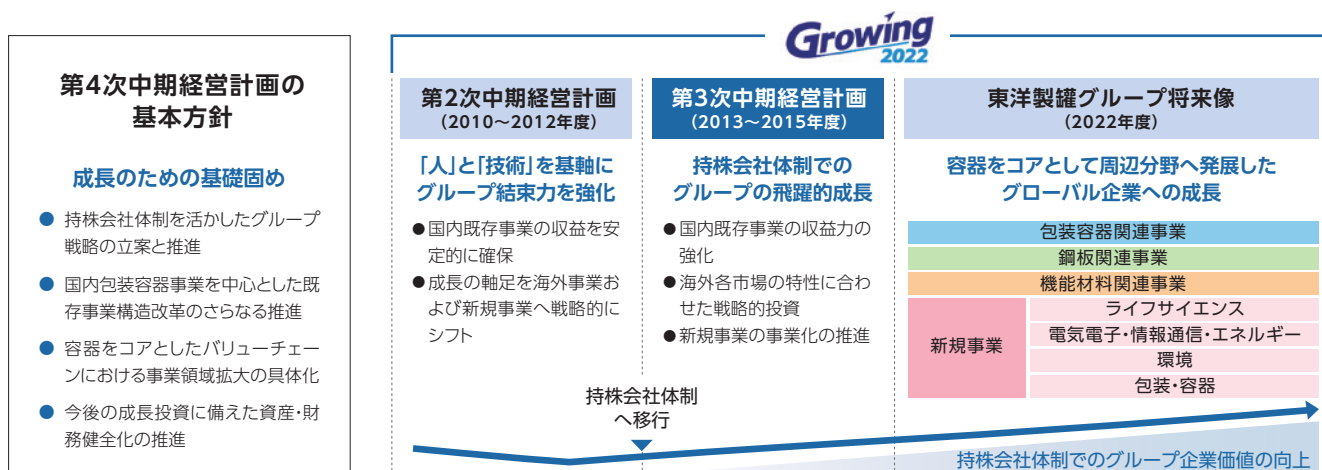 第4次中期経営計画の
基本方針
成長のための基礎固め
● 持株会社体制を活かしたグループ
戦略の立案と推進
● 国内包装容器事業を中心とした既
存事業構造改革のさらなる推進
● 容器をコアとしたバリューチェー
ンにおける事業領域拡大の具体化
● 今後の成長投資に備えた資産・財
務健全化の推進
Growing
2022
第2次中期経営計画
（2010〜2012年度）
「人」と「技術」を基軸に
グループ結束力を強化
●国内既存事業の収益を安
定的に確保
●成長の軸足を海外事業お
よび新規事業へ戦略的に
シフト
第3次中期経営計画
（2013〜2015年度）
持株会社体制での
グループの飛躍的成長
●国内既存事業の収益力の
強化
●海外各市場の特性に合わ
せた戦略的投資
●新規事業の事業化の推進
持株会社体制
へ移行
東洋製罐グループ将来像
（2022年度）
容器をコアとして周辺分野へ発展した
グローバル企業への成長
包装容器関連事業
鋼板関連事業
機能材料関連事業
新規事業
ライフサイエンス
電気電子・情報通信・エネルギー
環境
包装・容器
持株会社体制でのグループ企業価値の向上